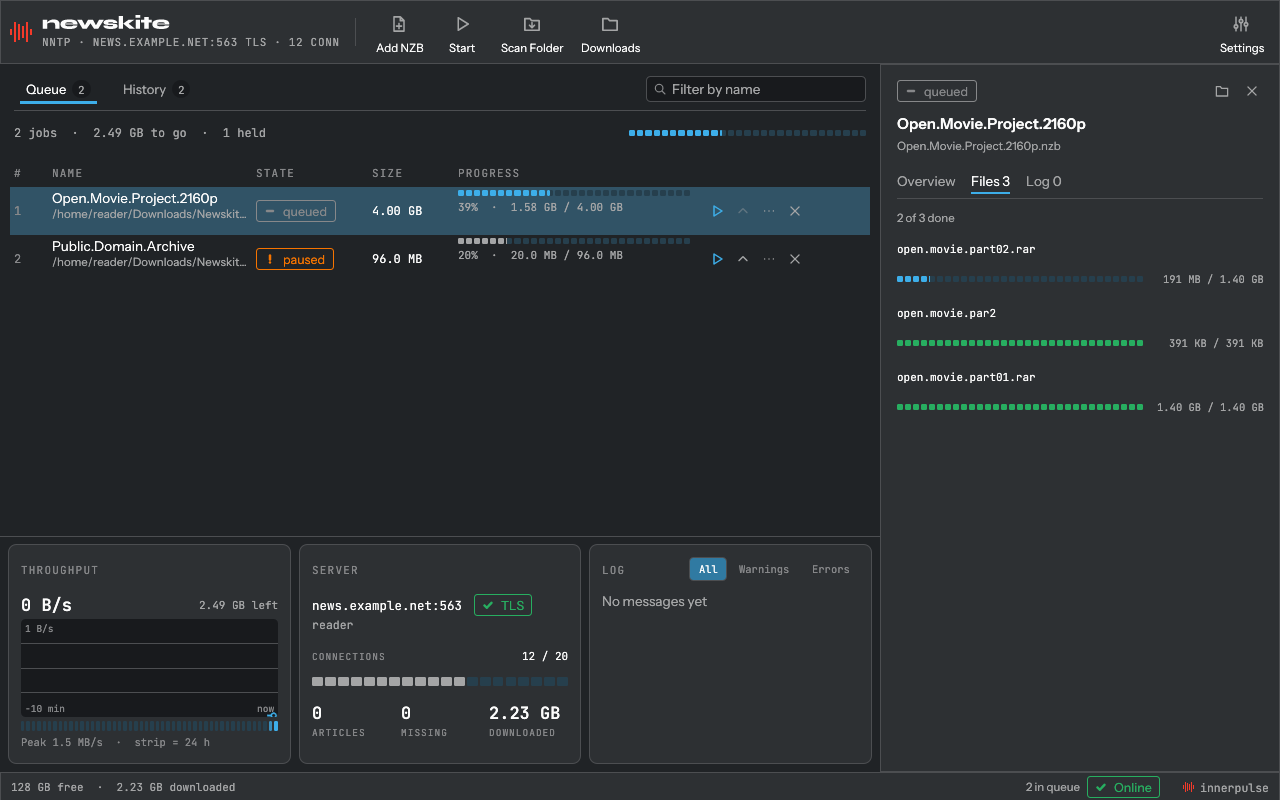 newskite
NNTP · NEWS.EXAMPLE.NET:563 TLS · 12 CONN
Add NZB
Start
Scan Folder
Downloads
Settings
Queue 2
History 2
Filter by name
2 jobs · 2.49 GB to go · 1 held
# NAME STATE SIZE PROGRESS
1
Open.Movie.Project.2160p
/home/reader/Downloads/Newskit…
queued
4.00 GB
39% · 1.58 GB / 4.00 GB
2
Public.Domain.Archive
/home/reader/Downloads/Newskit…
paused
96.0 MB
20% · 20.0 MB / 96.0 MB
queued
Open.Movie.Project.2160p
Open.Movie.Project.2160p.nzb
Overview Files 3 Log 0
2 of 3 done
open.movie.part02.rar
191 MB / 1.40 GB
open.movie.par2
391 KB / 391 KB
open.movie.part01.rar
1.40 GB / 1.40 GB
THROUGHPUT
0 B/s 2.49 GB left
1 B/s
-10 min now
Peak 1.5 MB/s · strip = 24 h
SERVER
news.example.net:563 TLS
reader
CONNECTIONS 12 / 20
0 0 2.23 GB
ARTICLES MISSING DOWNLOADED
LOG All Warnings Errors
No messages yet
128 GB free · 2.23 GB downloaded
2 in queue Online innerpulse